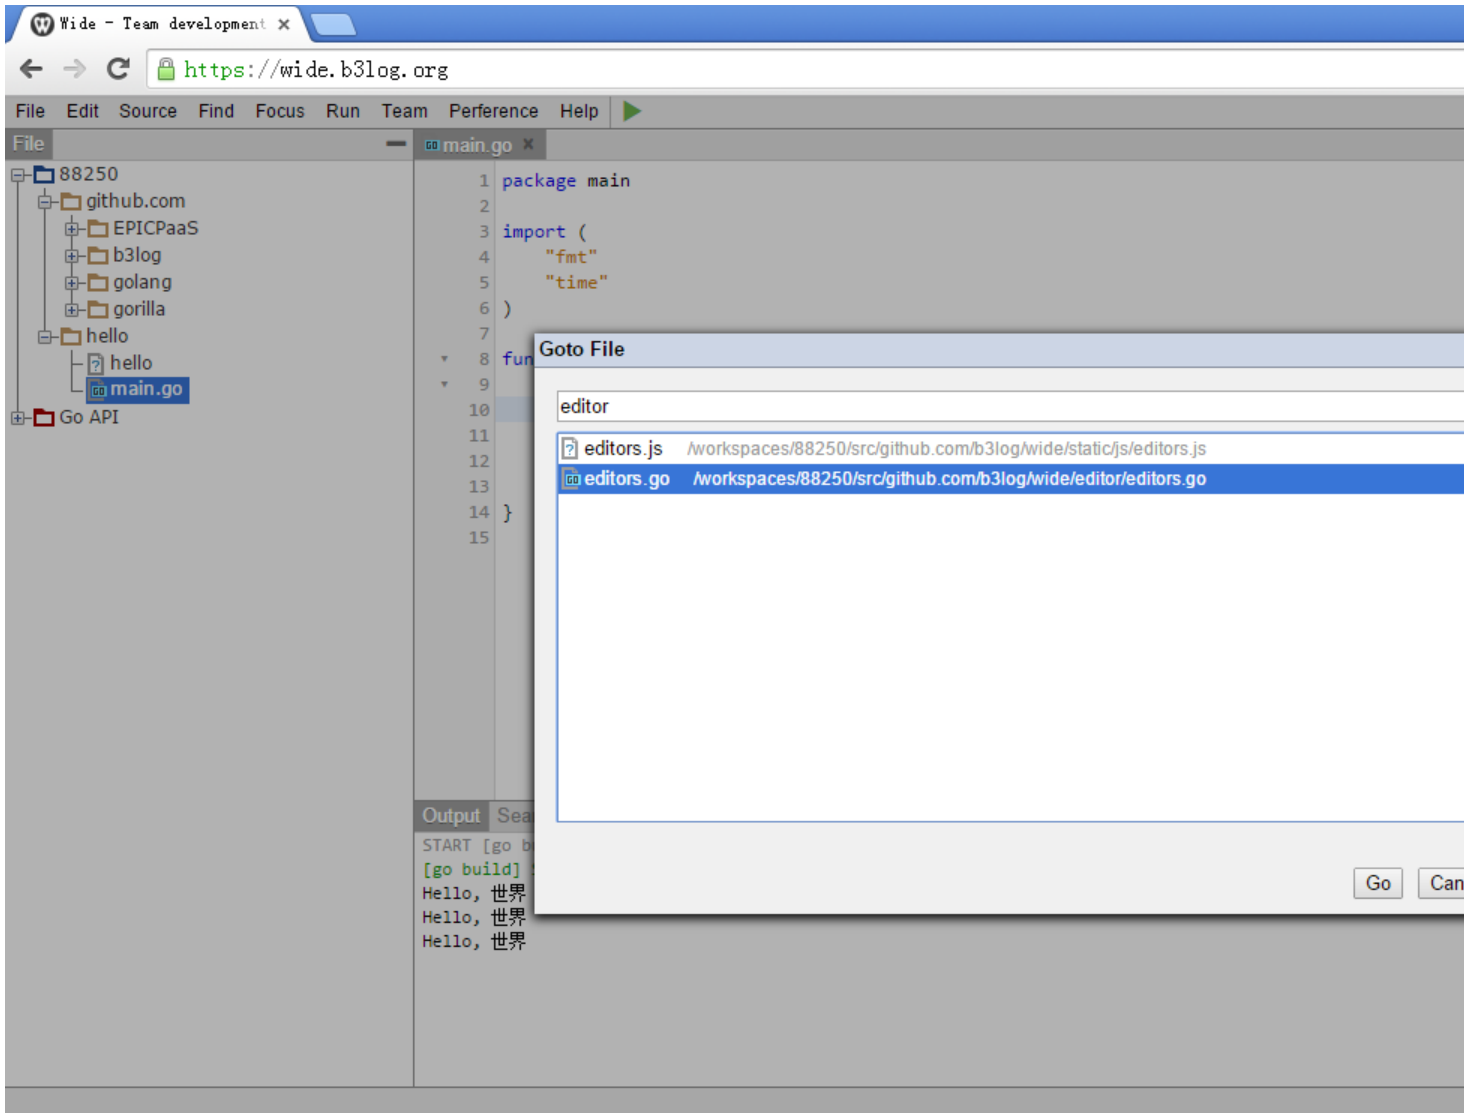 Wide - Team development
https://wide.b3log.org
File Edit Source Find Focus Run Team Perference Help
File
88250
github.com
EPICPaaS
b3log
golang
gorilla
hello
hello
main.go
Go API
main.go
1 package main
2
3 import (
4 "fmt"
5 "time"
6 )
7
8 fun
9
10
11
12
13
14 }
15
Goto File
editor
editors.js /workspaces/88250/src/github.com/b3log/wide/static/js/editors.js
editors.go /workspaces/88250/src/github.com/b3log/wide/editor/editors.go
Go Can
Output Sea
START [go b
[go build]
Hello, 世界
Hello, 世界
Hello, 世界